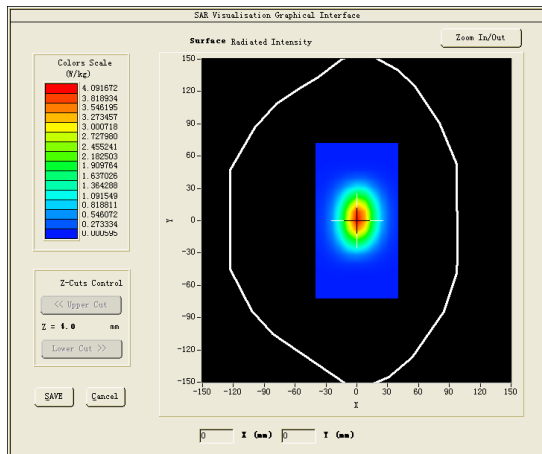 SAR Visualisation Graphical Interface
Surface Radiated Intensity
Zoom In/Out
Colors Scale
(W/kg)
4.091672
3.818934
3.546195
3.273457
3.000718
2.727980
2.455241
2.182503
1.909764
1.637026
1.364288
1.091549
0.818811
0.546072
0.273334
0.000595
150
120
90
60
30
0
-30
-60
-90
-120
-150
Y
-150 -120 -90 -60 -30 0 30 60 90 120 150
X
Z-Cuts Control
<< Upper Cut
Z = 4.0 mm
Lower Cut >>
SAVE Cancel
0 X (mm) 0 Y (mm)